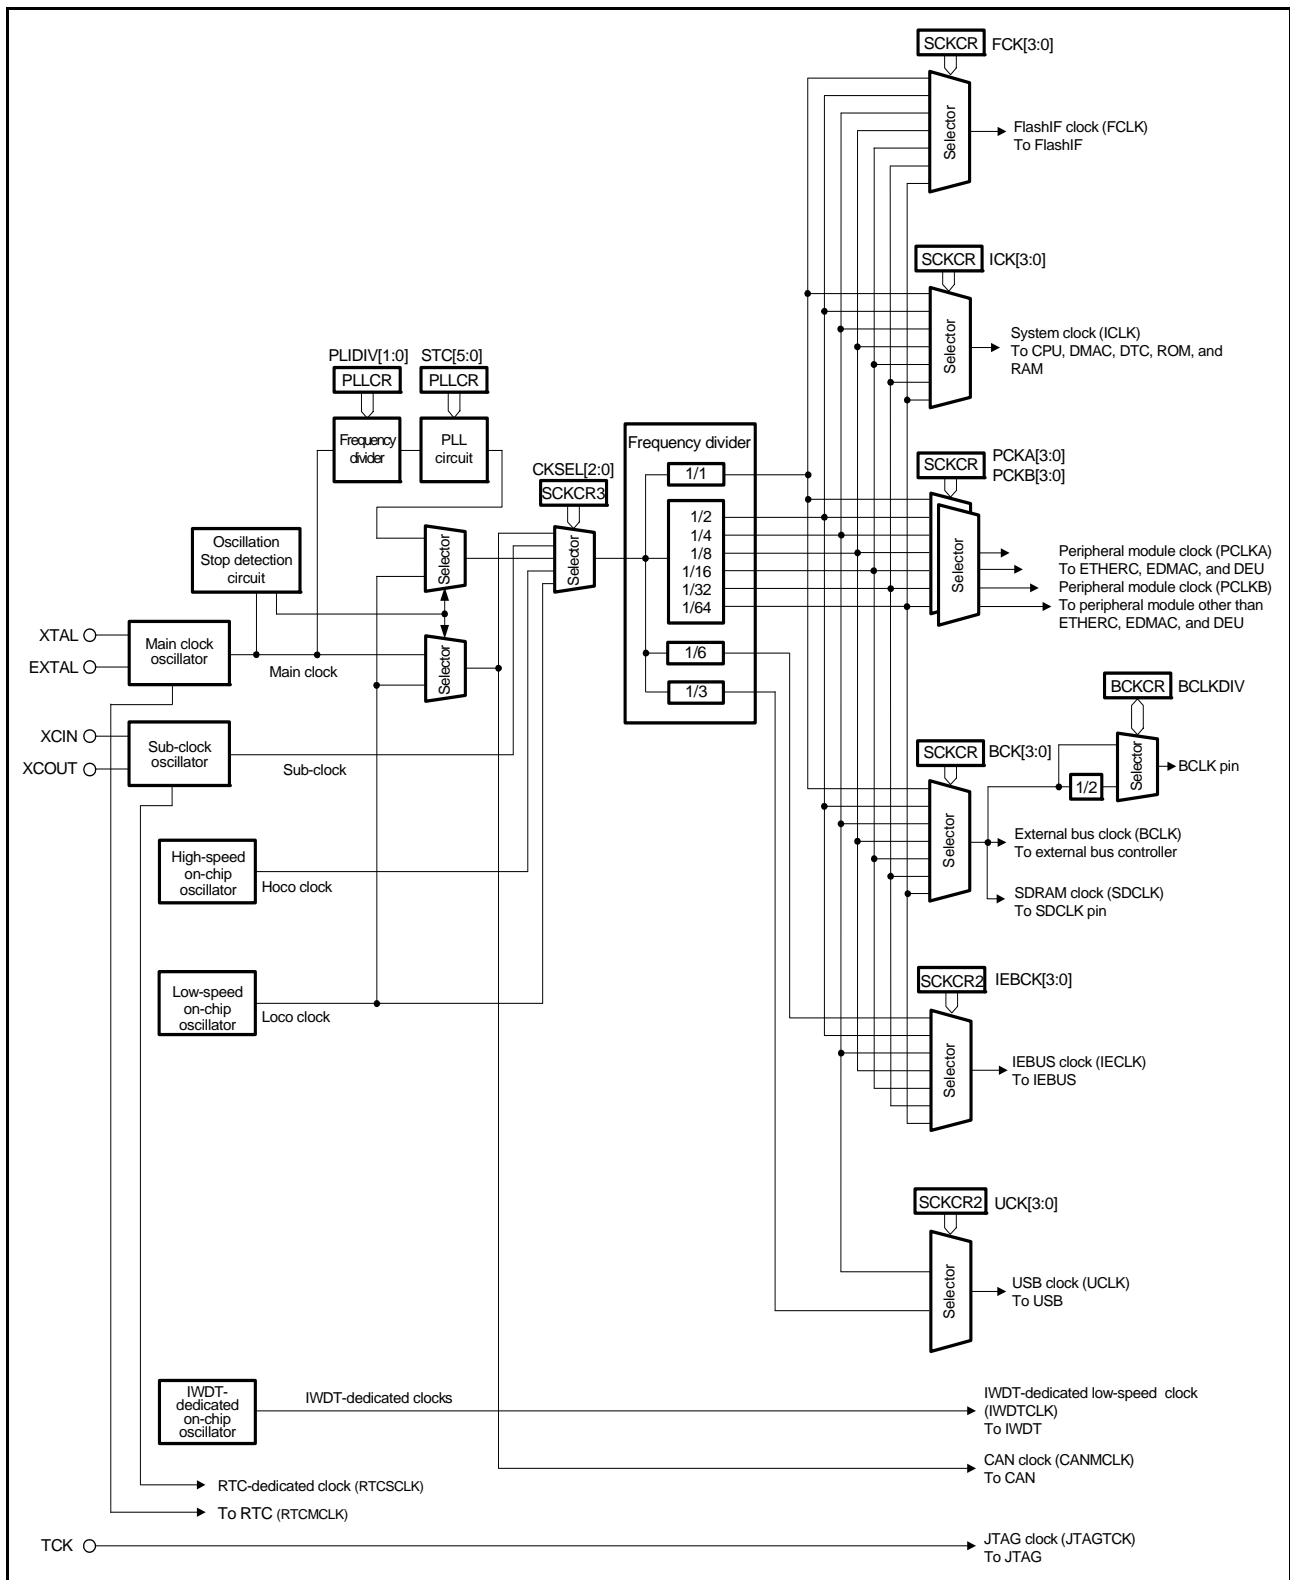 SCKCR FCK[3:0]
Selector
FlashIF clock (FCLK)
To FlashIF
SCKCR ICK[3:0]
Selector
System clock (ICLK)
To CPU, DMAC, DTC, ROM, and
RAM
PLIDIV[1:0] STC[5:0]
PLLCR PLLCR
Frequency
divider
PLL
circuit
CKSEL[2:0]
SCKCR3
Selector
Selector
Selector
Frequency divider
1/1
1/2
1/4
1/8
1/16
1/32
1/64
1/6
1/3
SCKCR PCKA[3:0]
PCKB[3:0]
Selector
Peripheral module clock (PCLKA)
To ETHERC, EDMAC, and DEU
Peripheral module clock (PCLKB)
To peripheral module other than
ETHERC, EDMAC, and DEU
Oscillation
Stop detection
circuit
XTAL
EXTAL
Main clock
oscillator
Main clock
XCIN
XCOUT
Sub-clock
oscillator
Sub-clock
High-speed
on-chip
oscillator
Hoco clock
Low-speed
on-chip
oscillator
Loco clock
BCKCR BCLKDIV
Selector
1/2
BCLK pin
SCKCR BCK[3:0]
Selector
External bus clock (BCLK)
To external bus controller
SDRAM clock (SDCLK)
To SDCLK pin
SCKCR2 IEBCK[3:0]
Selector
IEBUS clock (IECLK)
To IEBUS
SCKCR2 UCK[3:0]
Selector
USB clock (UCLK)
To USB
IWDT-
dedicated
on-chip
oscillator
IWDT-dedicated clocks
IWDT-dedicated low-speed clock
(IWDTCLK)
To IWDT
CAN clock (CANMCLK)
To CAN
RTC-dedicated clock (RTCSCLK)
To RTC (RTCMCLK)
TCK
JTAG clock (JTAGTCK)
To JTAG